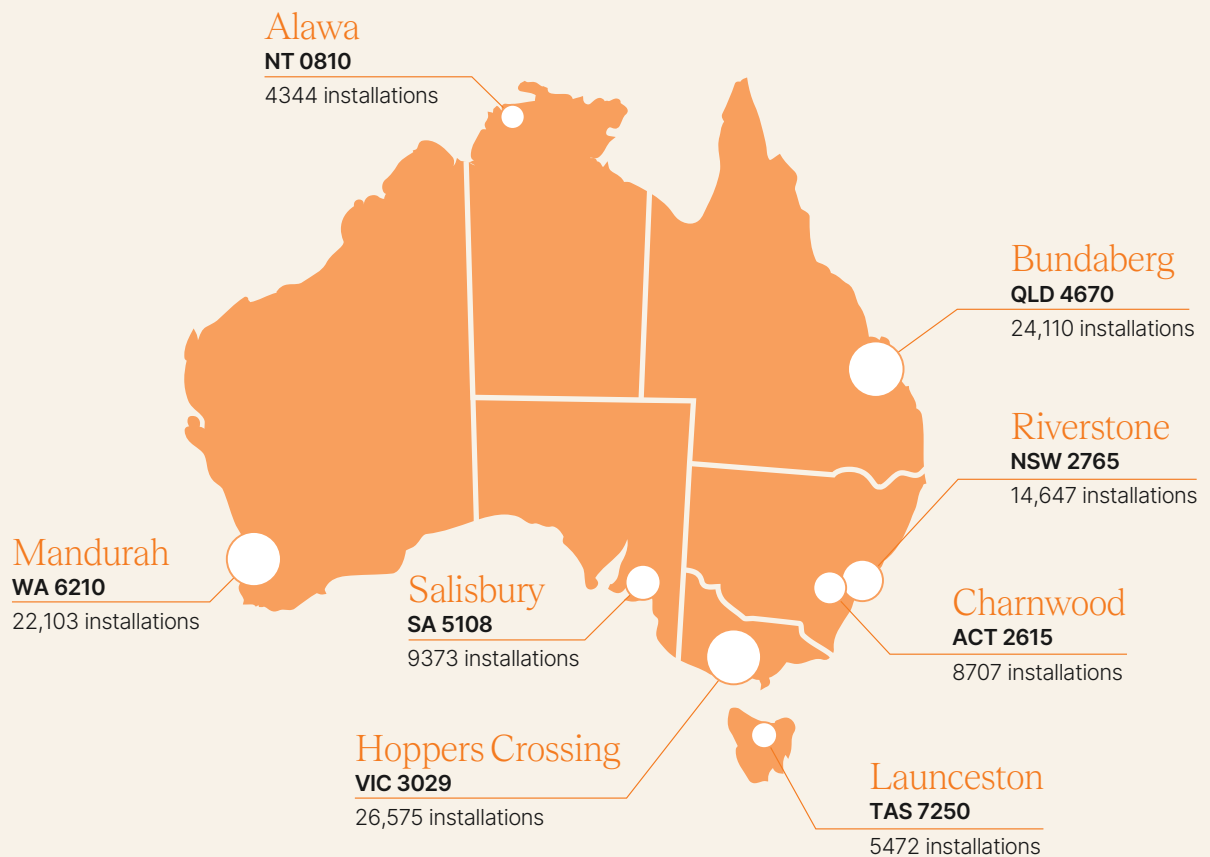 Alawa
NT 0810
4344 installations
Bundaberg
QLD 4670
24,110 installations
Riverstone
NSW 2765
14,647 installations
Mandurah
WA 6210
22,103 installations
Salisbury
SA 5108
9373 installations
Charnwood
ACT 2615
8707 installations
Hoppers Crossing
VIC 3029
26,575 installations
Launceston
TAS 7250
5472 installations